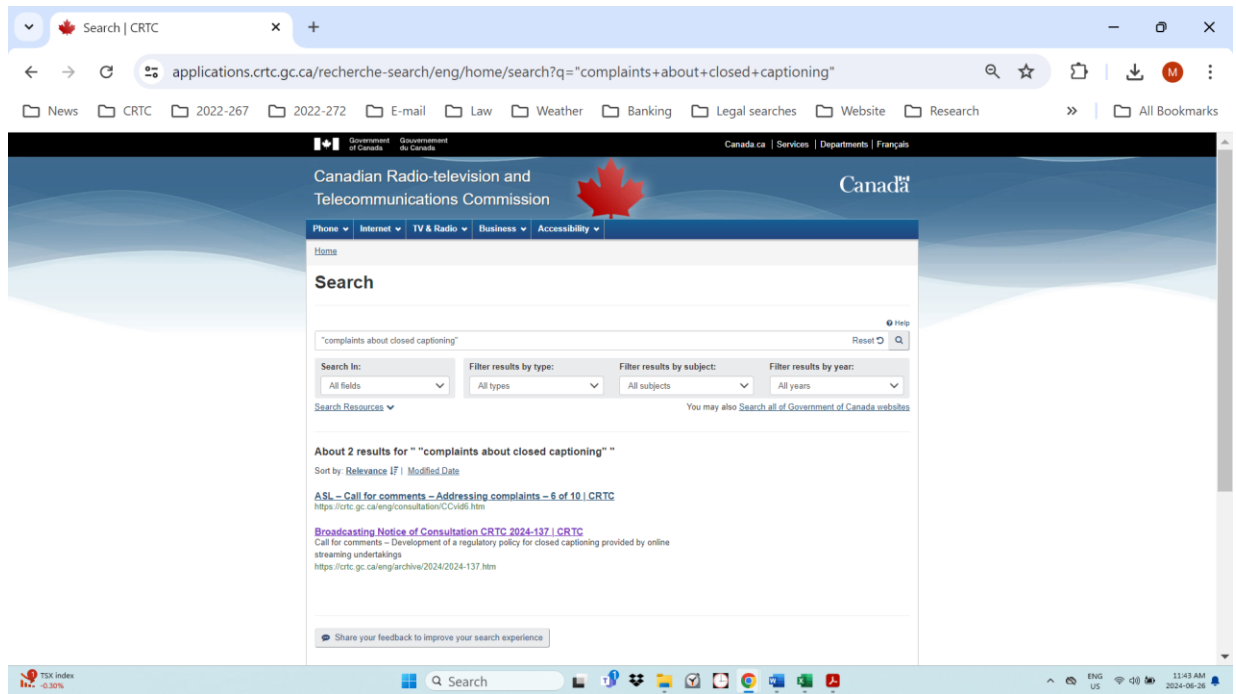 Search | CRTC
applications.crtc.gc.ca/recherche-search/eng/home/search?q="complaints+about+closed+captioning"
M
News CRTC 2022-267 2022-272 E-mail Law Weather Banking Legal searches Website Research » All Bookmarks
Government of Canada Gouvernement du Canada
Canada.ca | Services | Departments | Français
Canadian Radio-television and
Telecommunications Commission
Canada
Phone Internet TV & Radio Business Accessibility
Home
Search
Help
"complaints about closed captioning" Reset
Search In: Filter results by type: Filter results by subject: Filter results by year:
All fields All types All subjects All years
Search Resources You may also Search all of Government of Canada websites
About 2 results for " "complaints about closed captioning" "
Sort by: Relevance | Modified Date
ASL – Call for comments – Addressing complaints – 6 of 10 | CRTC
https://crtc.gc.ca/eng/consultation/CCvid6.htm
Broadcasting Notice of Consultation CRTC 2024-137 | CRTC
Call for comments – Development of a regulatory policy for closed captioning provided by online
streaming undertakings
https://crtc.gc.ca/eng/archive/2024/2024-137.htm
Share your feedback to improve your search experience
TSX index
-0.30%
Search
ENG
US
11:43 AM
2024-06-26